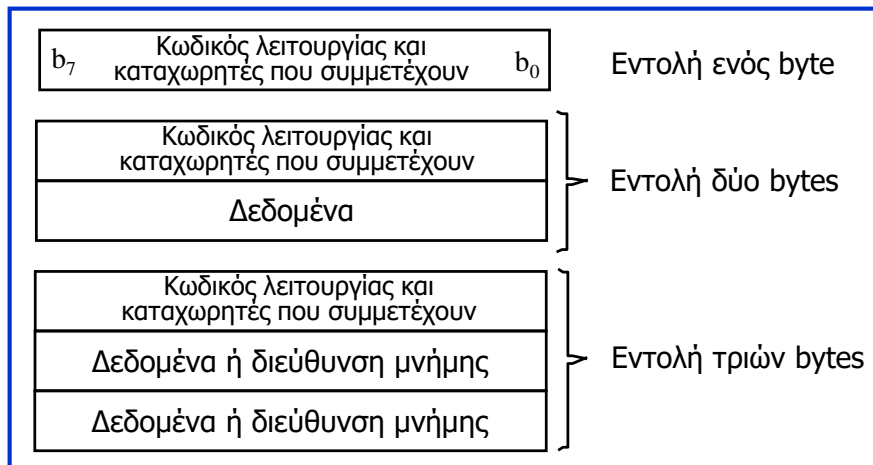 b7 Κωδικός λειτουργίας και
καταχωρητές που συμμετέχουν b0
Εντολή ενός byte
Κωδικός λειτουργίας και
καταχωρητές που συμμετέχουν
Δεδομένα
Εντολή δύο bytes
Κωδικός λειτουργίας και
καταχωρητές που συμμετέχουν
Δεδομένα ή διεύθυνση μνήμης
Δεδομένα ή διεύθυνση μνήμης
Εντολή τριών bytes